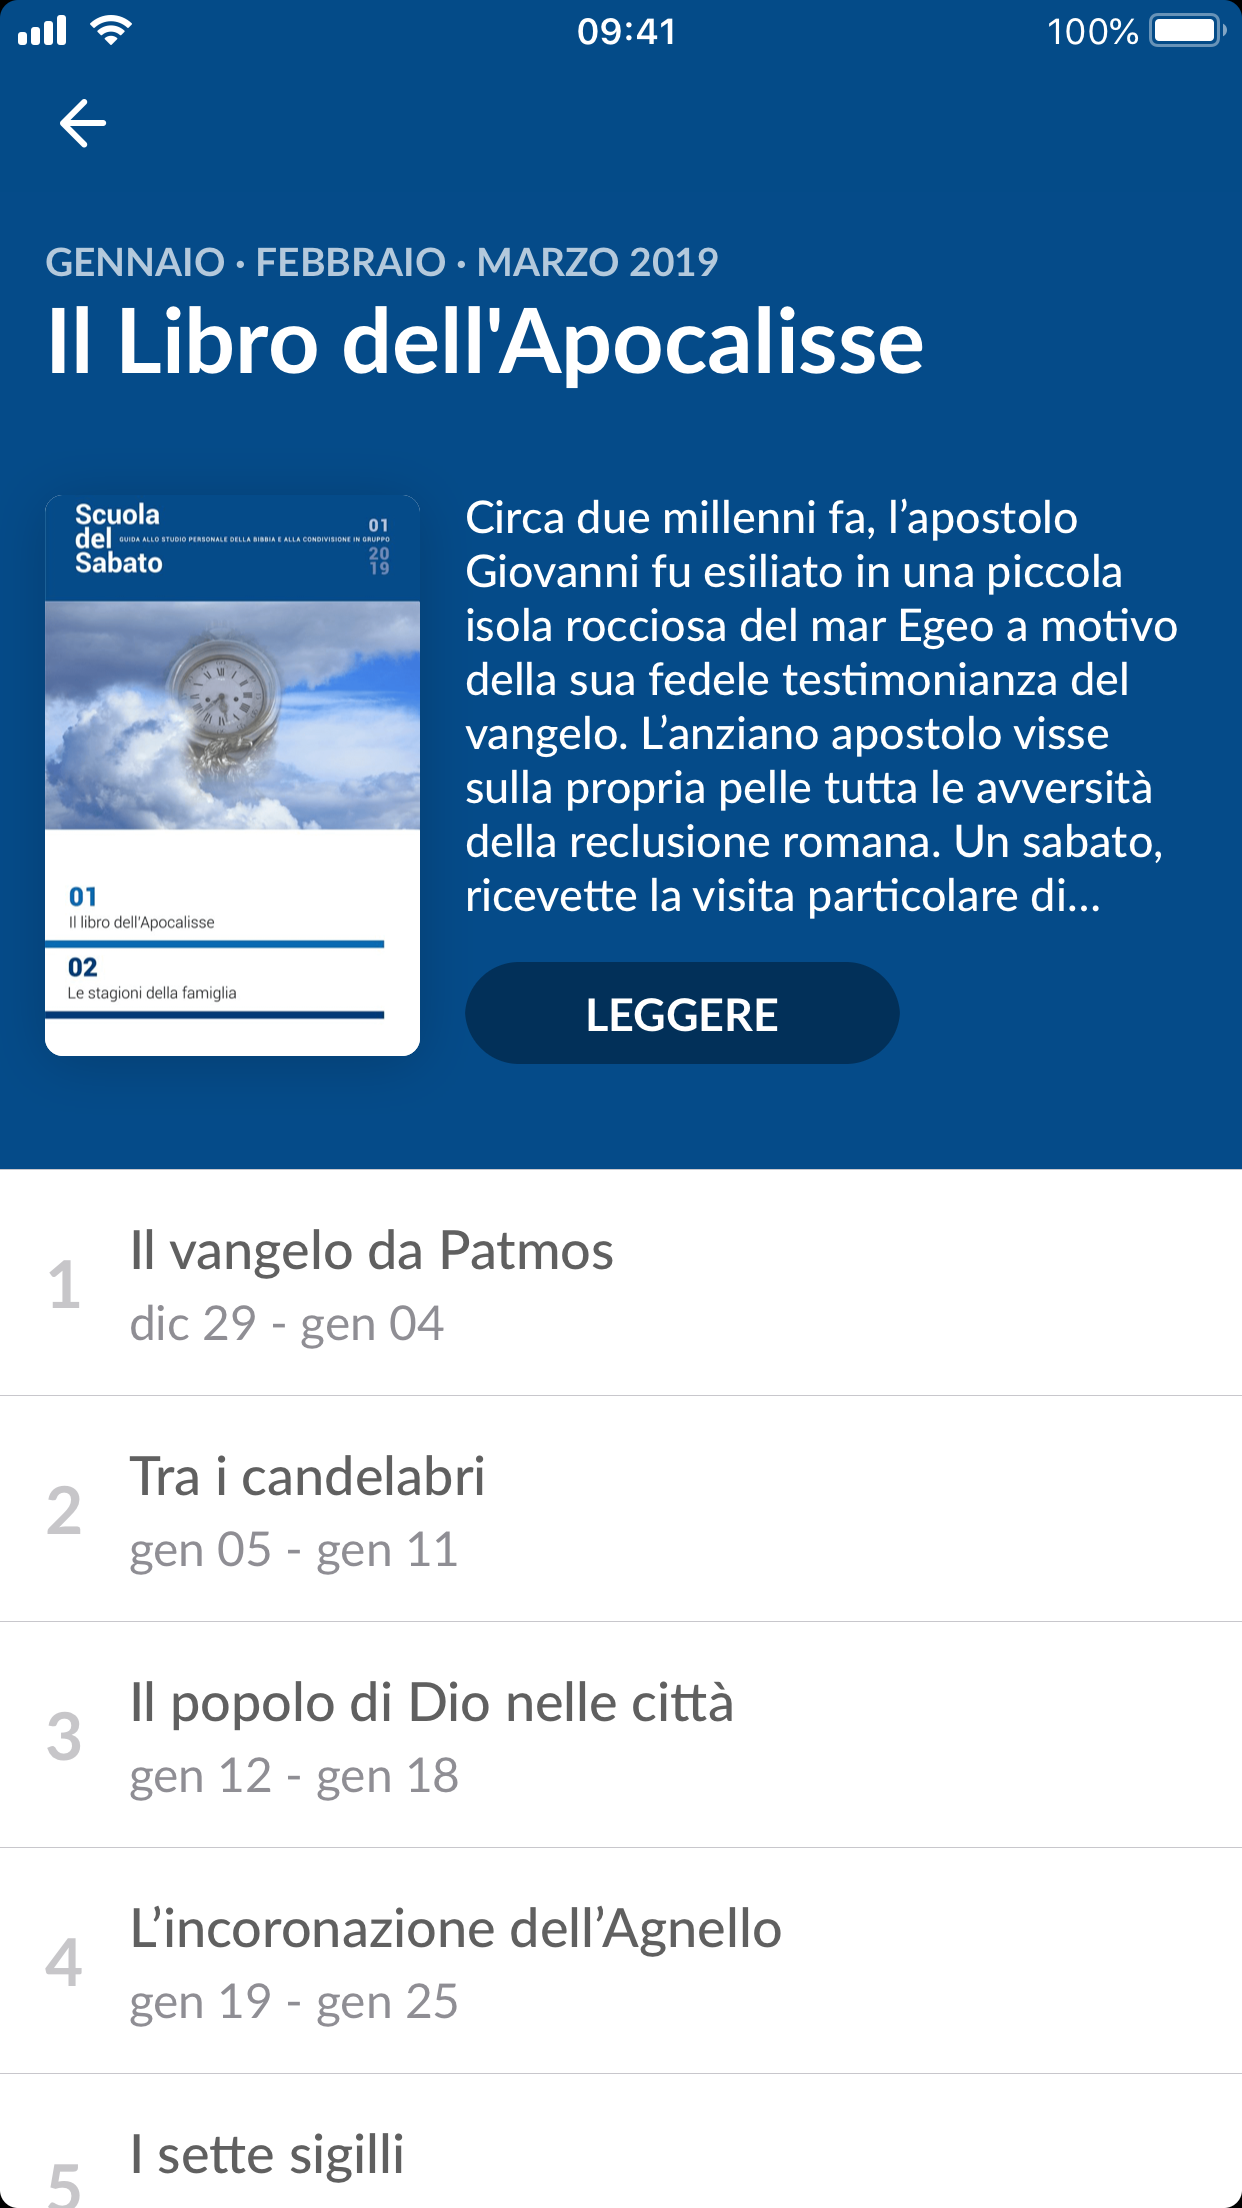 09:41
100%
GENNAIO · FEBBRAIO · MARZO 2019
Il Libro dell'Apocalisse
Scuola
del
Sabato
GUIDA ALLO STUDIO PERSONALE DELLA BIBBIA E ALLA CONDIVISIONE IN GRUPPO
01
20
19
01
Il libro dell'Apocalisse
02
Le stagioni della famiglia
Circa due millenni fa, l’apostolo
Giovanni fu esiliato in una piccola
isola rocciosa del mar Egeo a motivo
della sua fedele testimonianza del
vangelo. L’anziano apostolo visse
sulla propria pelle tutta le avversità
della reclusione romana. Un sabato,
ricevette la visita particolare di...
LEGGERE
1
Il vangelo da Patmos
dic 29 - gen 04
2
Tra i candelabri
gen 05 - gen 11
3
Il popolo di Dio nelle città
gen 12 - gen 18
4
L’incoronazione dell’Agnello
gen 19 - gen 25
5
I sette sigilli